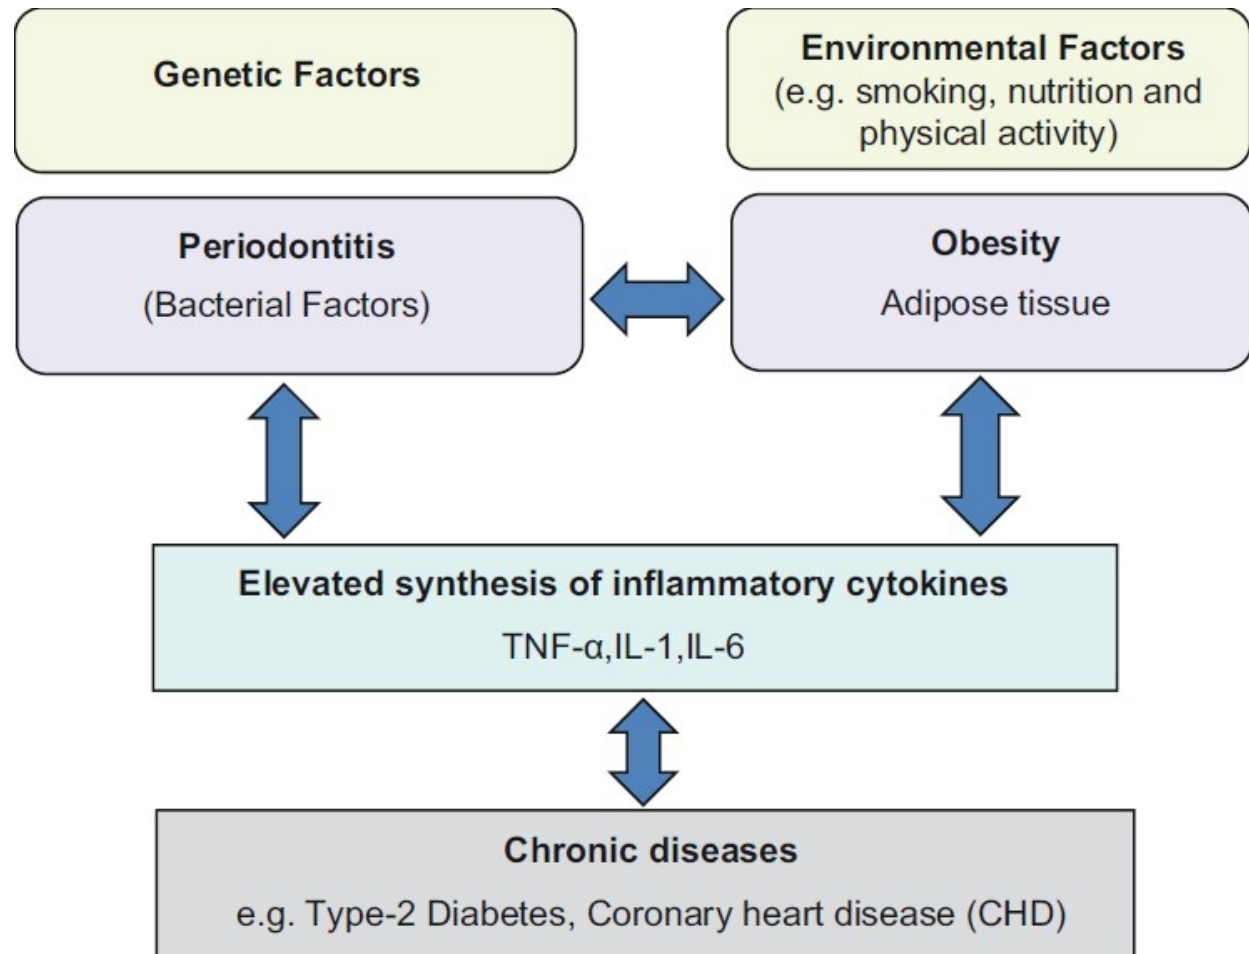 Genetic Factors
Environmental Factors
(e.g. smoking, nutrition and
physical activity)
Periodontitis
(Bacterial Factors)
Obesity
Adipose tissue
Elevated synthesis of inflammatory cytokines
TNF-α,IL-1,IL-6
Chronic diseases
e.g. Type-2 Diabetes, Coronary heart disease (CHD)